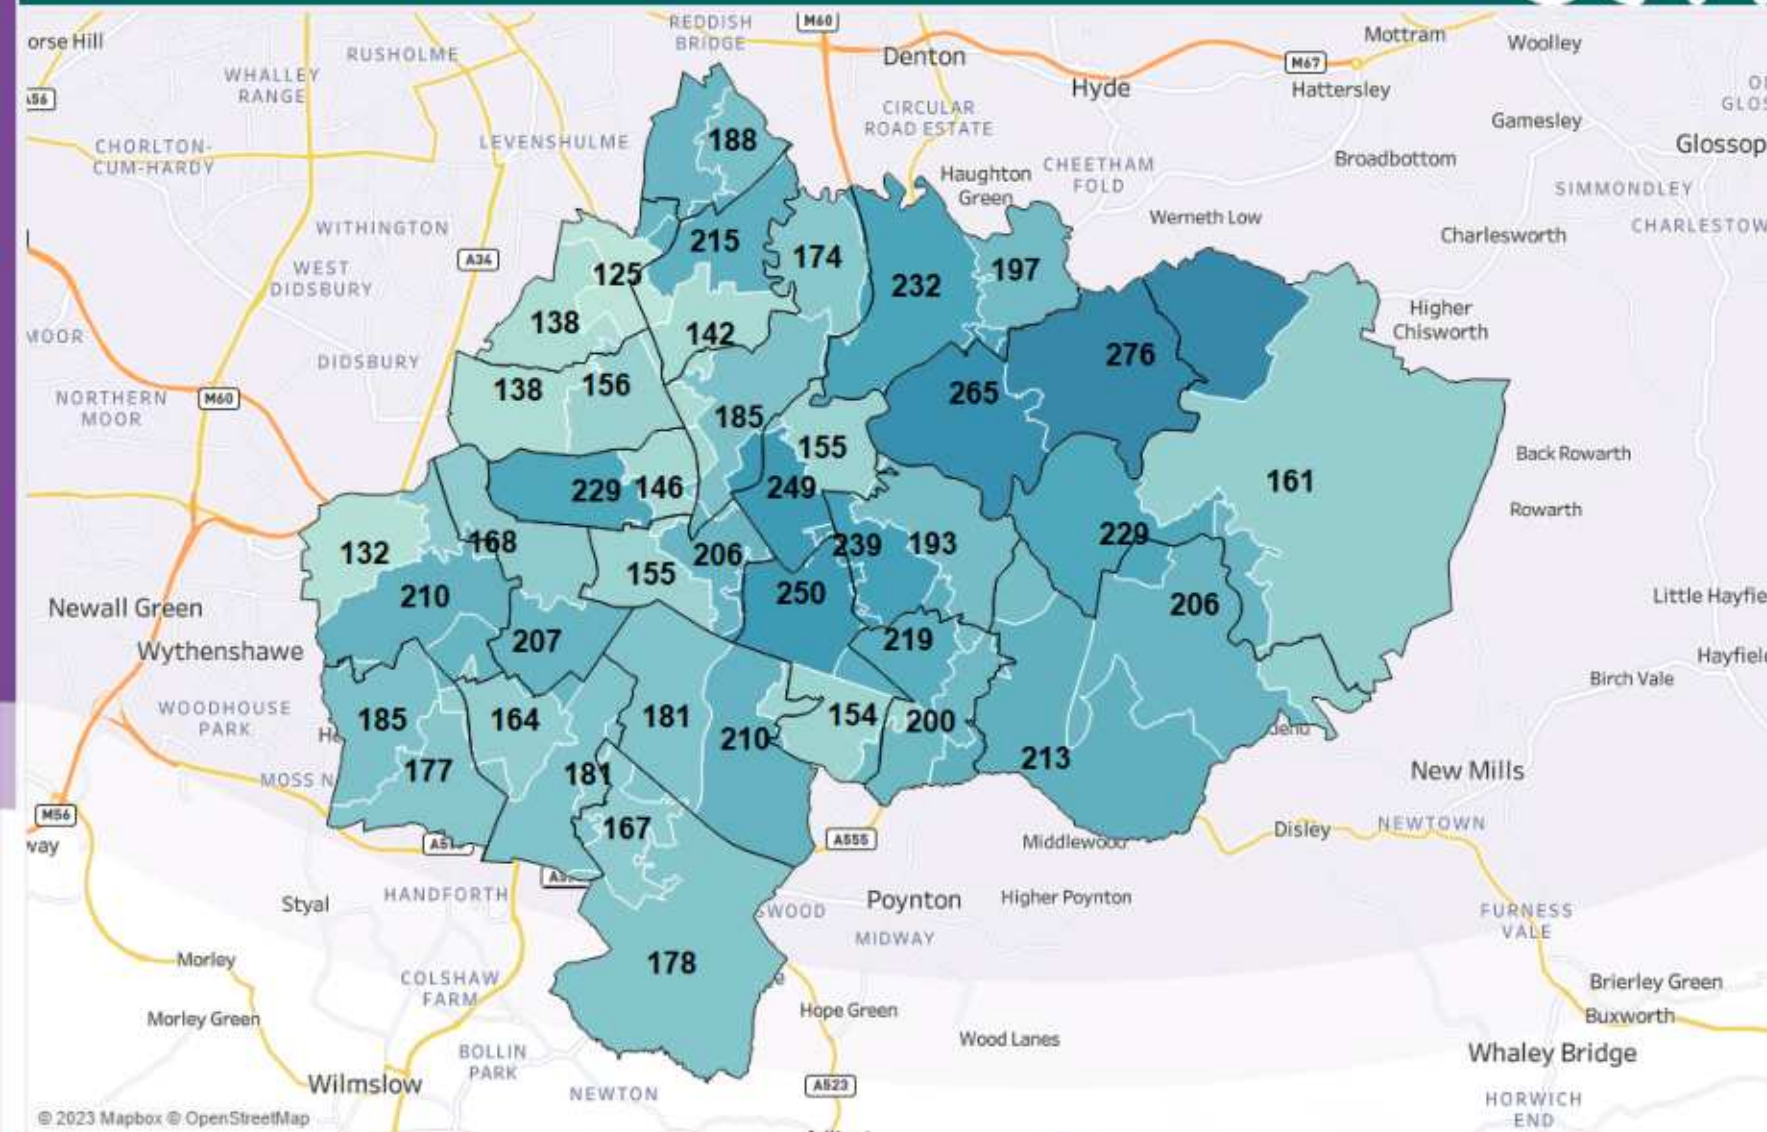 REDDISH
BRIDGE
M60
Mottram
Woolley
orse Hill
RUSHOLME
Denton
M67
WHALLEY
RANGE
Hyde
Hattersley
A56
CIRCULAR
ROAD ESTATE
Gamesley
CHORLTON-
CUM-HARDY
LEVENSHULME
188
Glossop
Broadbottom
Haughton
Green
CHEETHAM
FOLD
SIMMONDLEY
WITHINGTON
Werneth Low
Charlesworth
CHARLESTOW
A34
215
174
WEST
DIDSBURY
125
232
197
138
142
Higher
Chisworth
MOOR
DIDSBURY
276
NORTHERN
MOOR
M60
138
156
185
265
155
Back Rowarth
229
146
249
161
Rowarth
132
168
155
206
239
193
229
210
250
206
Newall Green
Little Hayfie
Wythenshawe
207
219
Hayfiel
Birch Vale
WOODHOUSE
PARK
185
164
181
154
200
210
213
MOSS N
177
181
New Mills
M56
way
167
A555
Middlewood
Disley
NEWTOWN
Styal
HANDFORTH
SWOOD
Poynton
Higher Poynton
MIDWAY
FURNESS
VALE
Morley
178
COLSHAW
FARM
Brierley Green
Morley Green
Hope Green
Buxworth
Wood Lanes
BOLLIN
PARK
Whaley Bridge
Wilmslow
NEWTON
A523
HORWICH
END
© 2023 Mapbox © OpenStreetMap